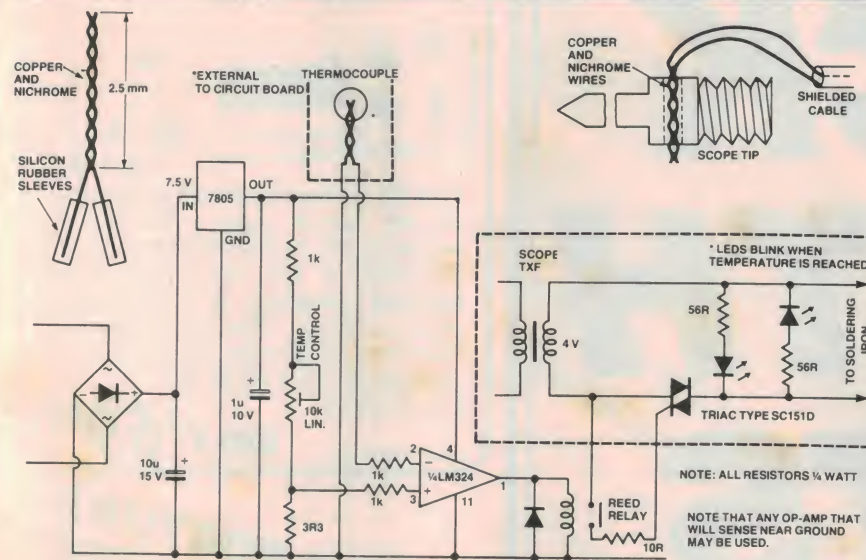 COPPER
AND
NICHROME
2.5 mm
SILICON
RUBBER
SLEEVES
*EXTERNAL
TO CIRCUIT BOARD
THERMOCOUPLE
*
COPPER
AND
NICHROME
WIRES
SHIELDED
CABLE
SCOPE TIP
7.5 V
IN
7805
OUT
GND
1k
TEMP
CONTROL
10k
LIN.
+
1u
10 V
+
10u
15 V
~
- +
~
3R3
1k
1k
2
3
-
+
4
¼LM324
11
1
SCOPE
TXF
4 V
* LEDS BLINK WHEN
TEMPERATURE IS REACHED
56R
56R
TO SOLDERING
IRON
TRIAC TYPE SC151D
REED
RELAY
10R
NOTE: ALL RESISTORS ¼ WATT
NOTE THAT ANY OP-AMP THAT
WILL SENSE NEAR GROUND
MAY BE USED.